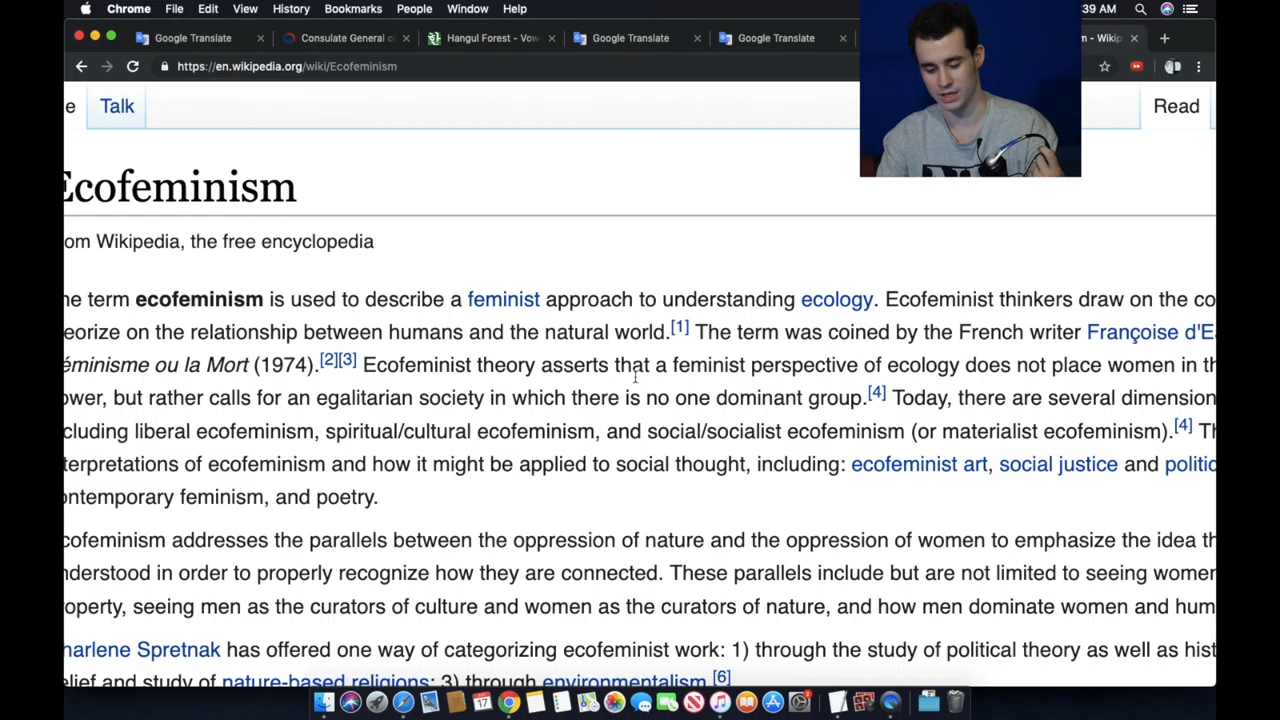 Chrome File Edit View History Bookmarks People Window Help :39 AM
Google Translate Consulate General o Hangul Forest - Vow Google Translate Google Translate m - Wikip
https://en.wikipedia.org/wiki/Ecofeminism
e Talk Read
Ecofeminism
om Wikipedia, the free encyclopedia
he term ecofeminism is used to describe a feminist approach to understanding ecology. Ecofeminist thinkers draw on the co
eorize on the relationship between humans and the natural world.[1] The term was coined by the French writer Françoise d'E
éminisme ou la Mort (1974).[2][3] Ecofeminist theory asserts that a feminist perspective of ecology does not place women in th
ower, but rather calls for an egalitarian society in which there is no one dominant group.[4] Today, there are several dimension
cluding liberal ecofeminism, spiritual/cultural ecofeminism, and social/socialist ecofeminism (or materialist ecofeminism).[4] Th
terpretations of ecofeminism and how it might be applied to social thought, including: ecofeminist art, social justice and politic
ontemporary feminism, and poetry.
cofeminism addresses the parallels between the oppression of nature and the oppression of women to emphasize the idea th
nderstood in order to properly recognize how they are connected. These parallels include but are not limited to seeing women
operty, seeing men as the curators of culture and women as the curators of nature, and how men dominate women and hum
harlene Spretnak has offered one way of categorizing ecofeminist work: 1) through the study of political theory as well as hist
elief and study of nature-based religions; 3) through environmentalism.[6]
17